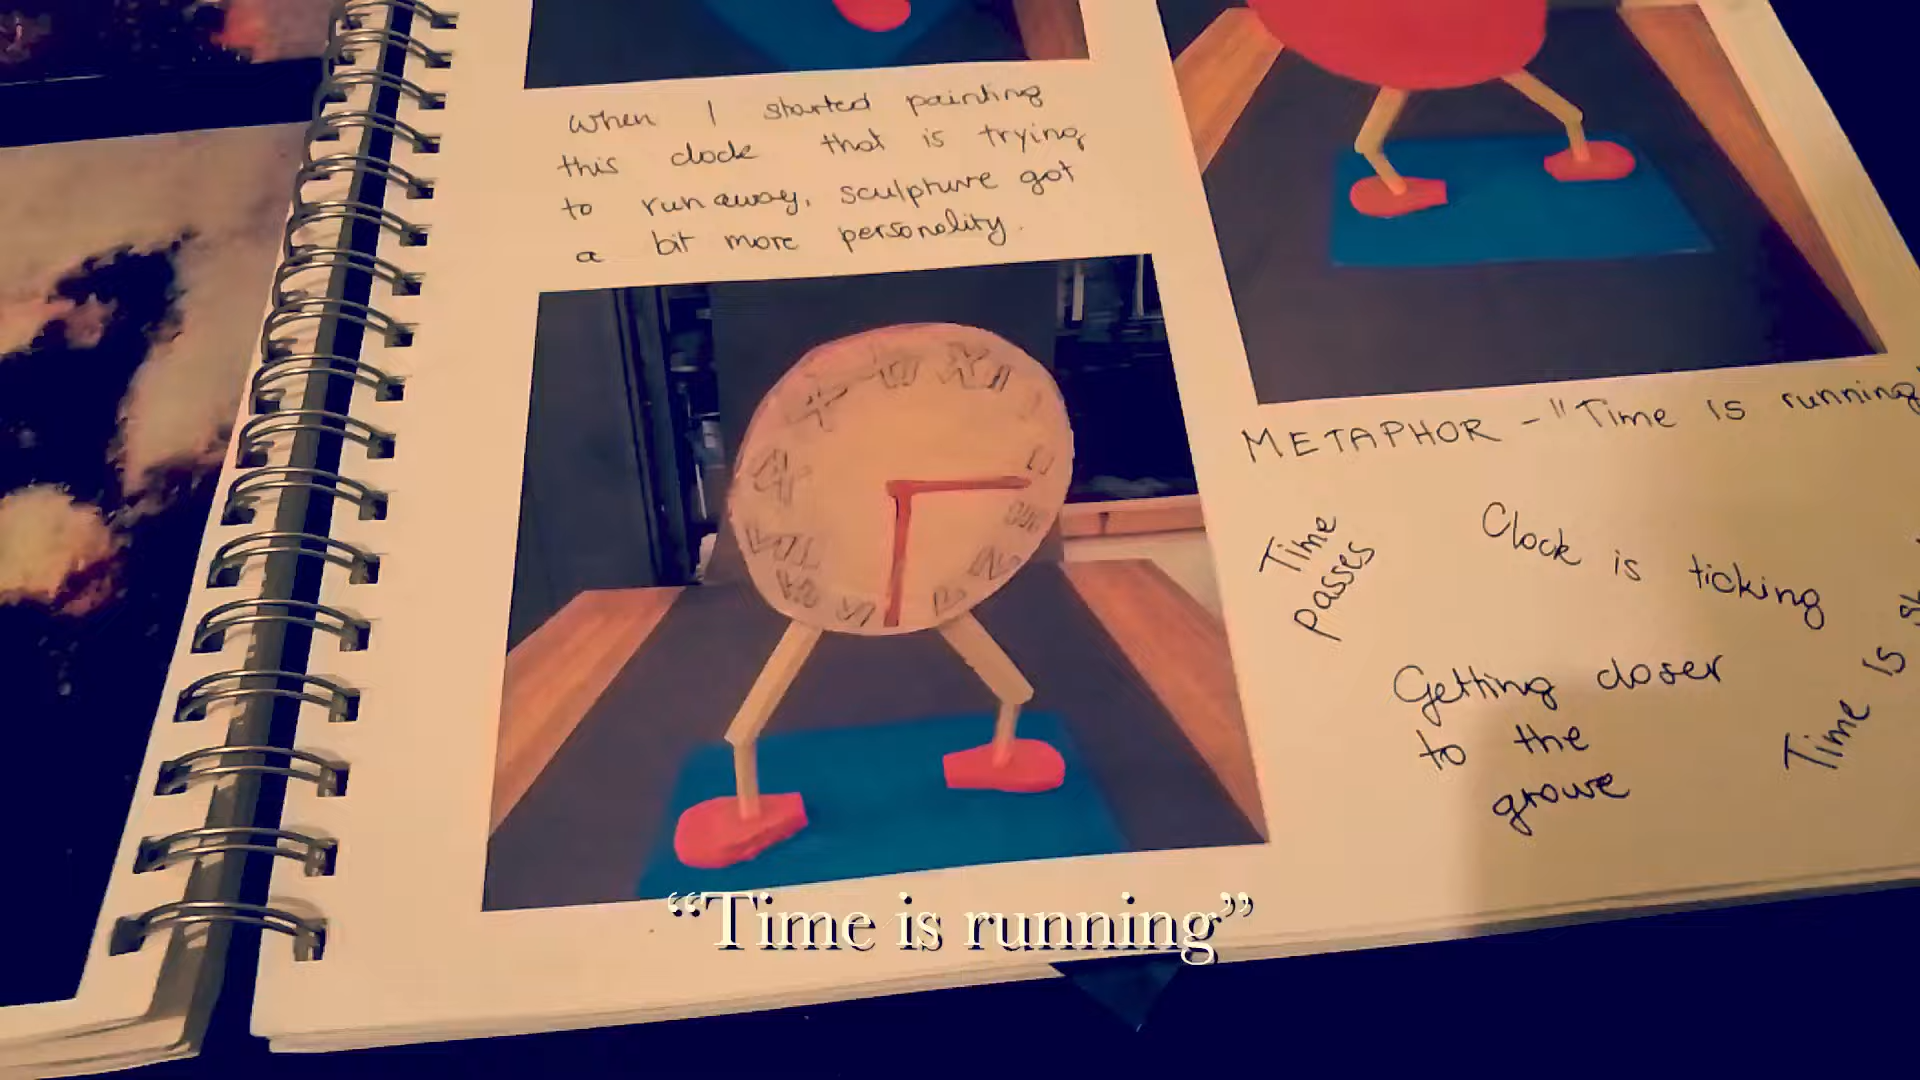 when I started painting
this clock that is trying
to run away, sculpture got
a bit more personality.
METAPHOR - "Time is running"
Time
passes
Clock is ticking
Getting closer
to the
growe
Time is
"Time is running"